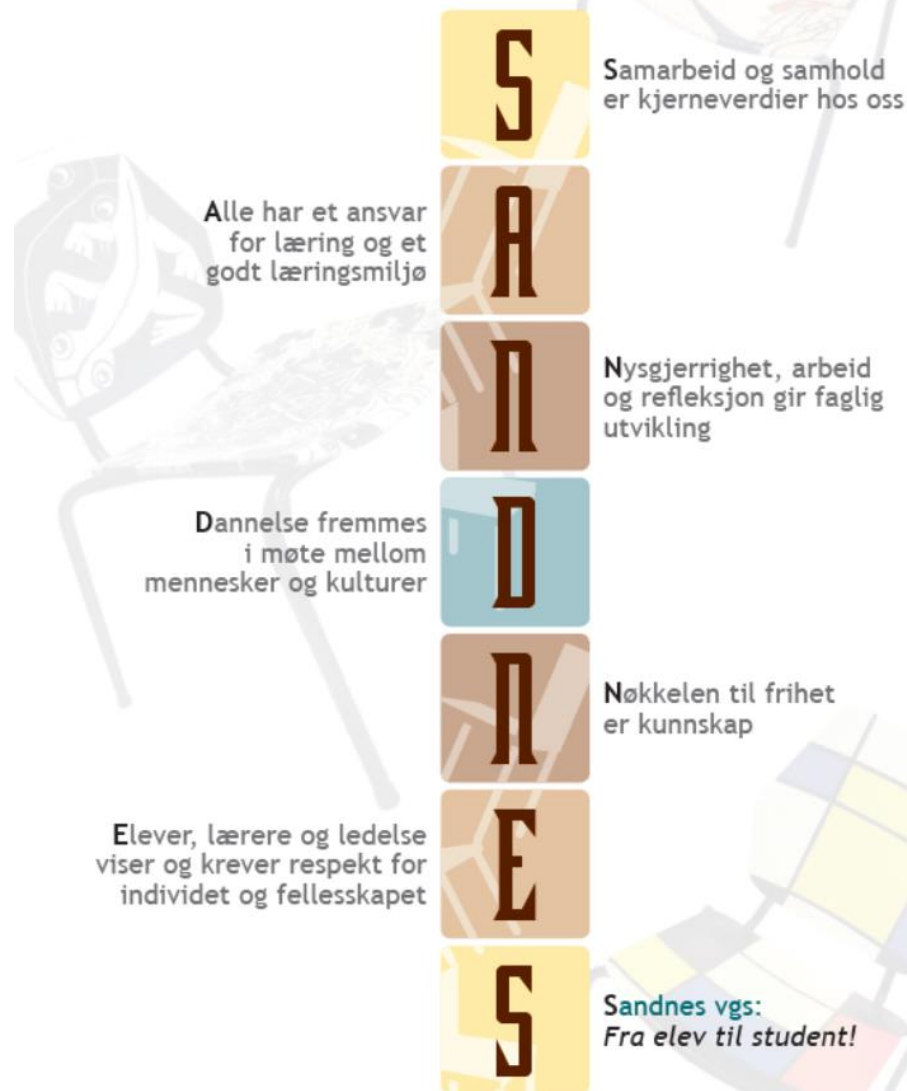 S
Samarbeid og samhold
er kjerneverdier hos oss
A
Alle har et ansvar
for læring og et
godt læringsmiljø
N
Nysgjerrighet, arbeid
og refleksjon gir faglig
utvikling
D
Dannelse fremmes
i møte mellom
mennesker og kulturer
N
Nøkkelen til frihet
er kunnskap
E
Elever, lærere og ledelse
viser og krever respekt for
individet og fellesskapet
S
Sandnes vgs:
Fra elev til student!